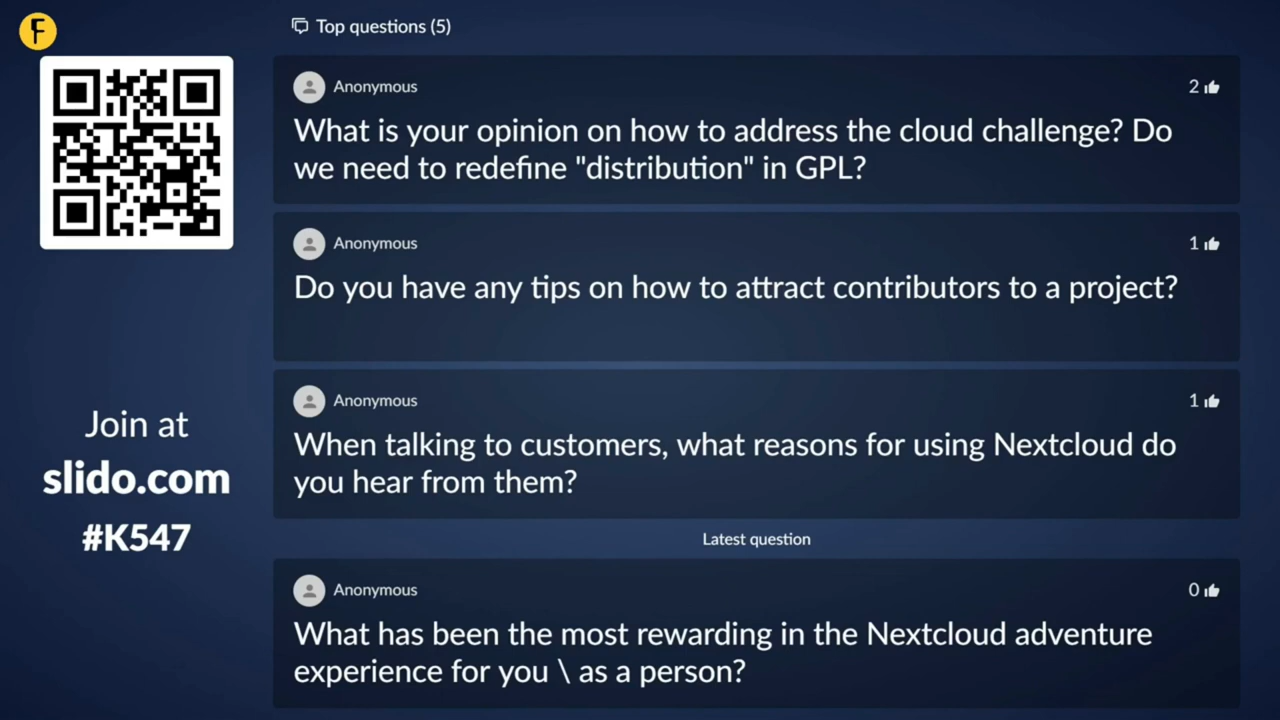 F
Top questions (5)
Anonymous
2
What is your opinion on how to address the cloud challenge? Do
we need to redefine "distribution" in GPL?
Anonymous
1
Do you have any tips on how to attract contributors to a project?
Anonymous
1
When talking to customers, what reasons for using Nextcloud do
you hear from them?
Latest question
Anonymous
0
What has been the most rewarding in the Nextcloud adventure
experience for you \ as a person?
Join at
slido.com
#K547